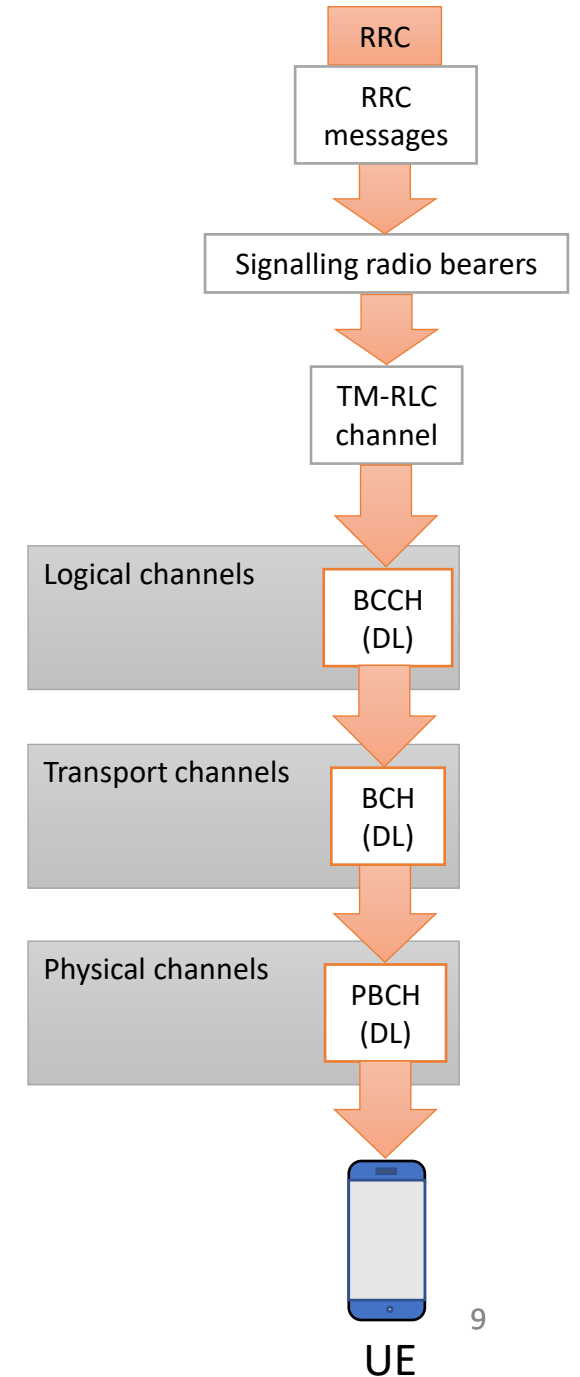 RRC
RRC
messages
Signalling radio bearers
TM-RLC
channel
Logical channels
BCCH
(DL)
Transport channels
BCH
(DL)
Physical channels
PBCH
(DL)
9
UE